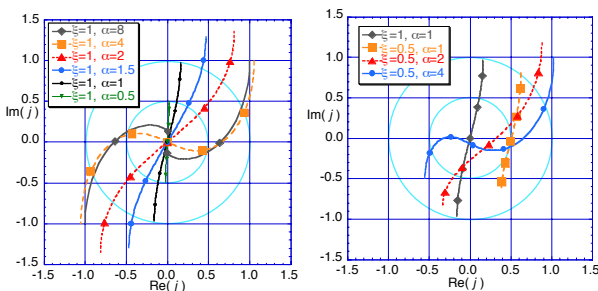 ξ=1, α=8
ξ=1, α=4
ξ=1, α=2
ξ=1, α=1.5
ξ=1, α=1
ξ=1, α=0.5
1.5
1.0
Im( j )
0.5
0.0
-0.5
-1.0
-1.5
-1.5 -1.0 -0.5 0.0 0.5 1.0 1.5
Re( j )
ξ=1, α=1
ξ=0.5, α=1
ξ=0.5, α=2
ξ=0.5, α=4
1.5
1.0
Im( j )
0.5
0.0
-0.5
-1.0
-1.5
-1.5 -1.0 -0.5 0.0 0.5 1.0 1.5
Re( j )